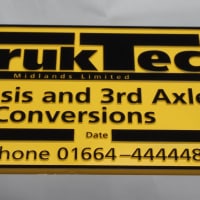 rukTec
Midlands Limited
sis and 3rd Axle
Conversions
Date
hone 01664-444448